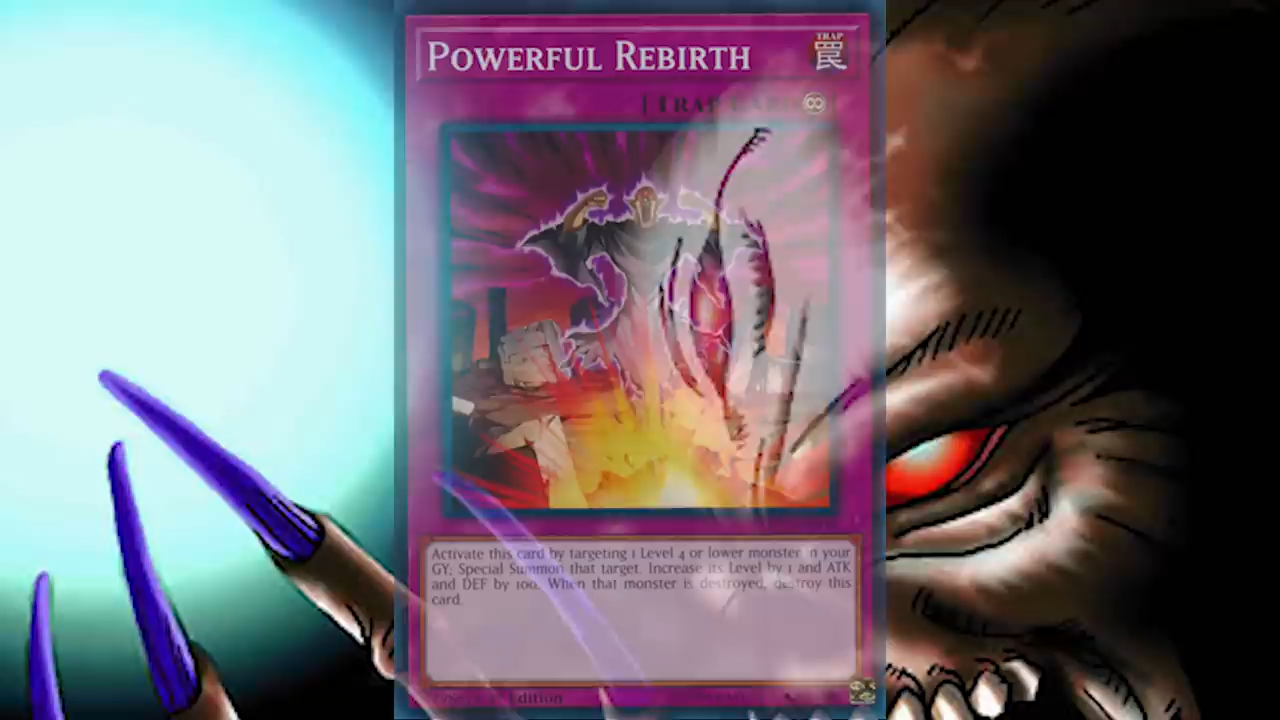 POWERFUL REBIRTH
TRAP
罠
[TRAP CARD
Activate this card by targeting 1 Level 4 or lower monster in your
GY; Special Summon that target. Increase its Level by 1 and ATK
and DEF by 100. When that monster is destroyed, destroy this
card.
Edition